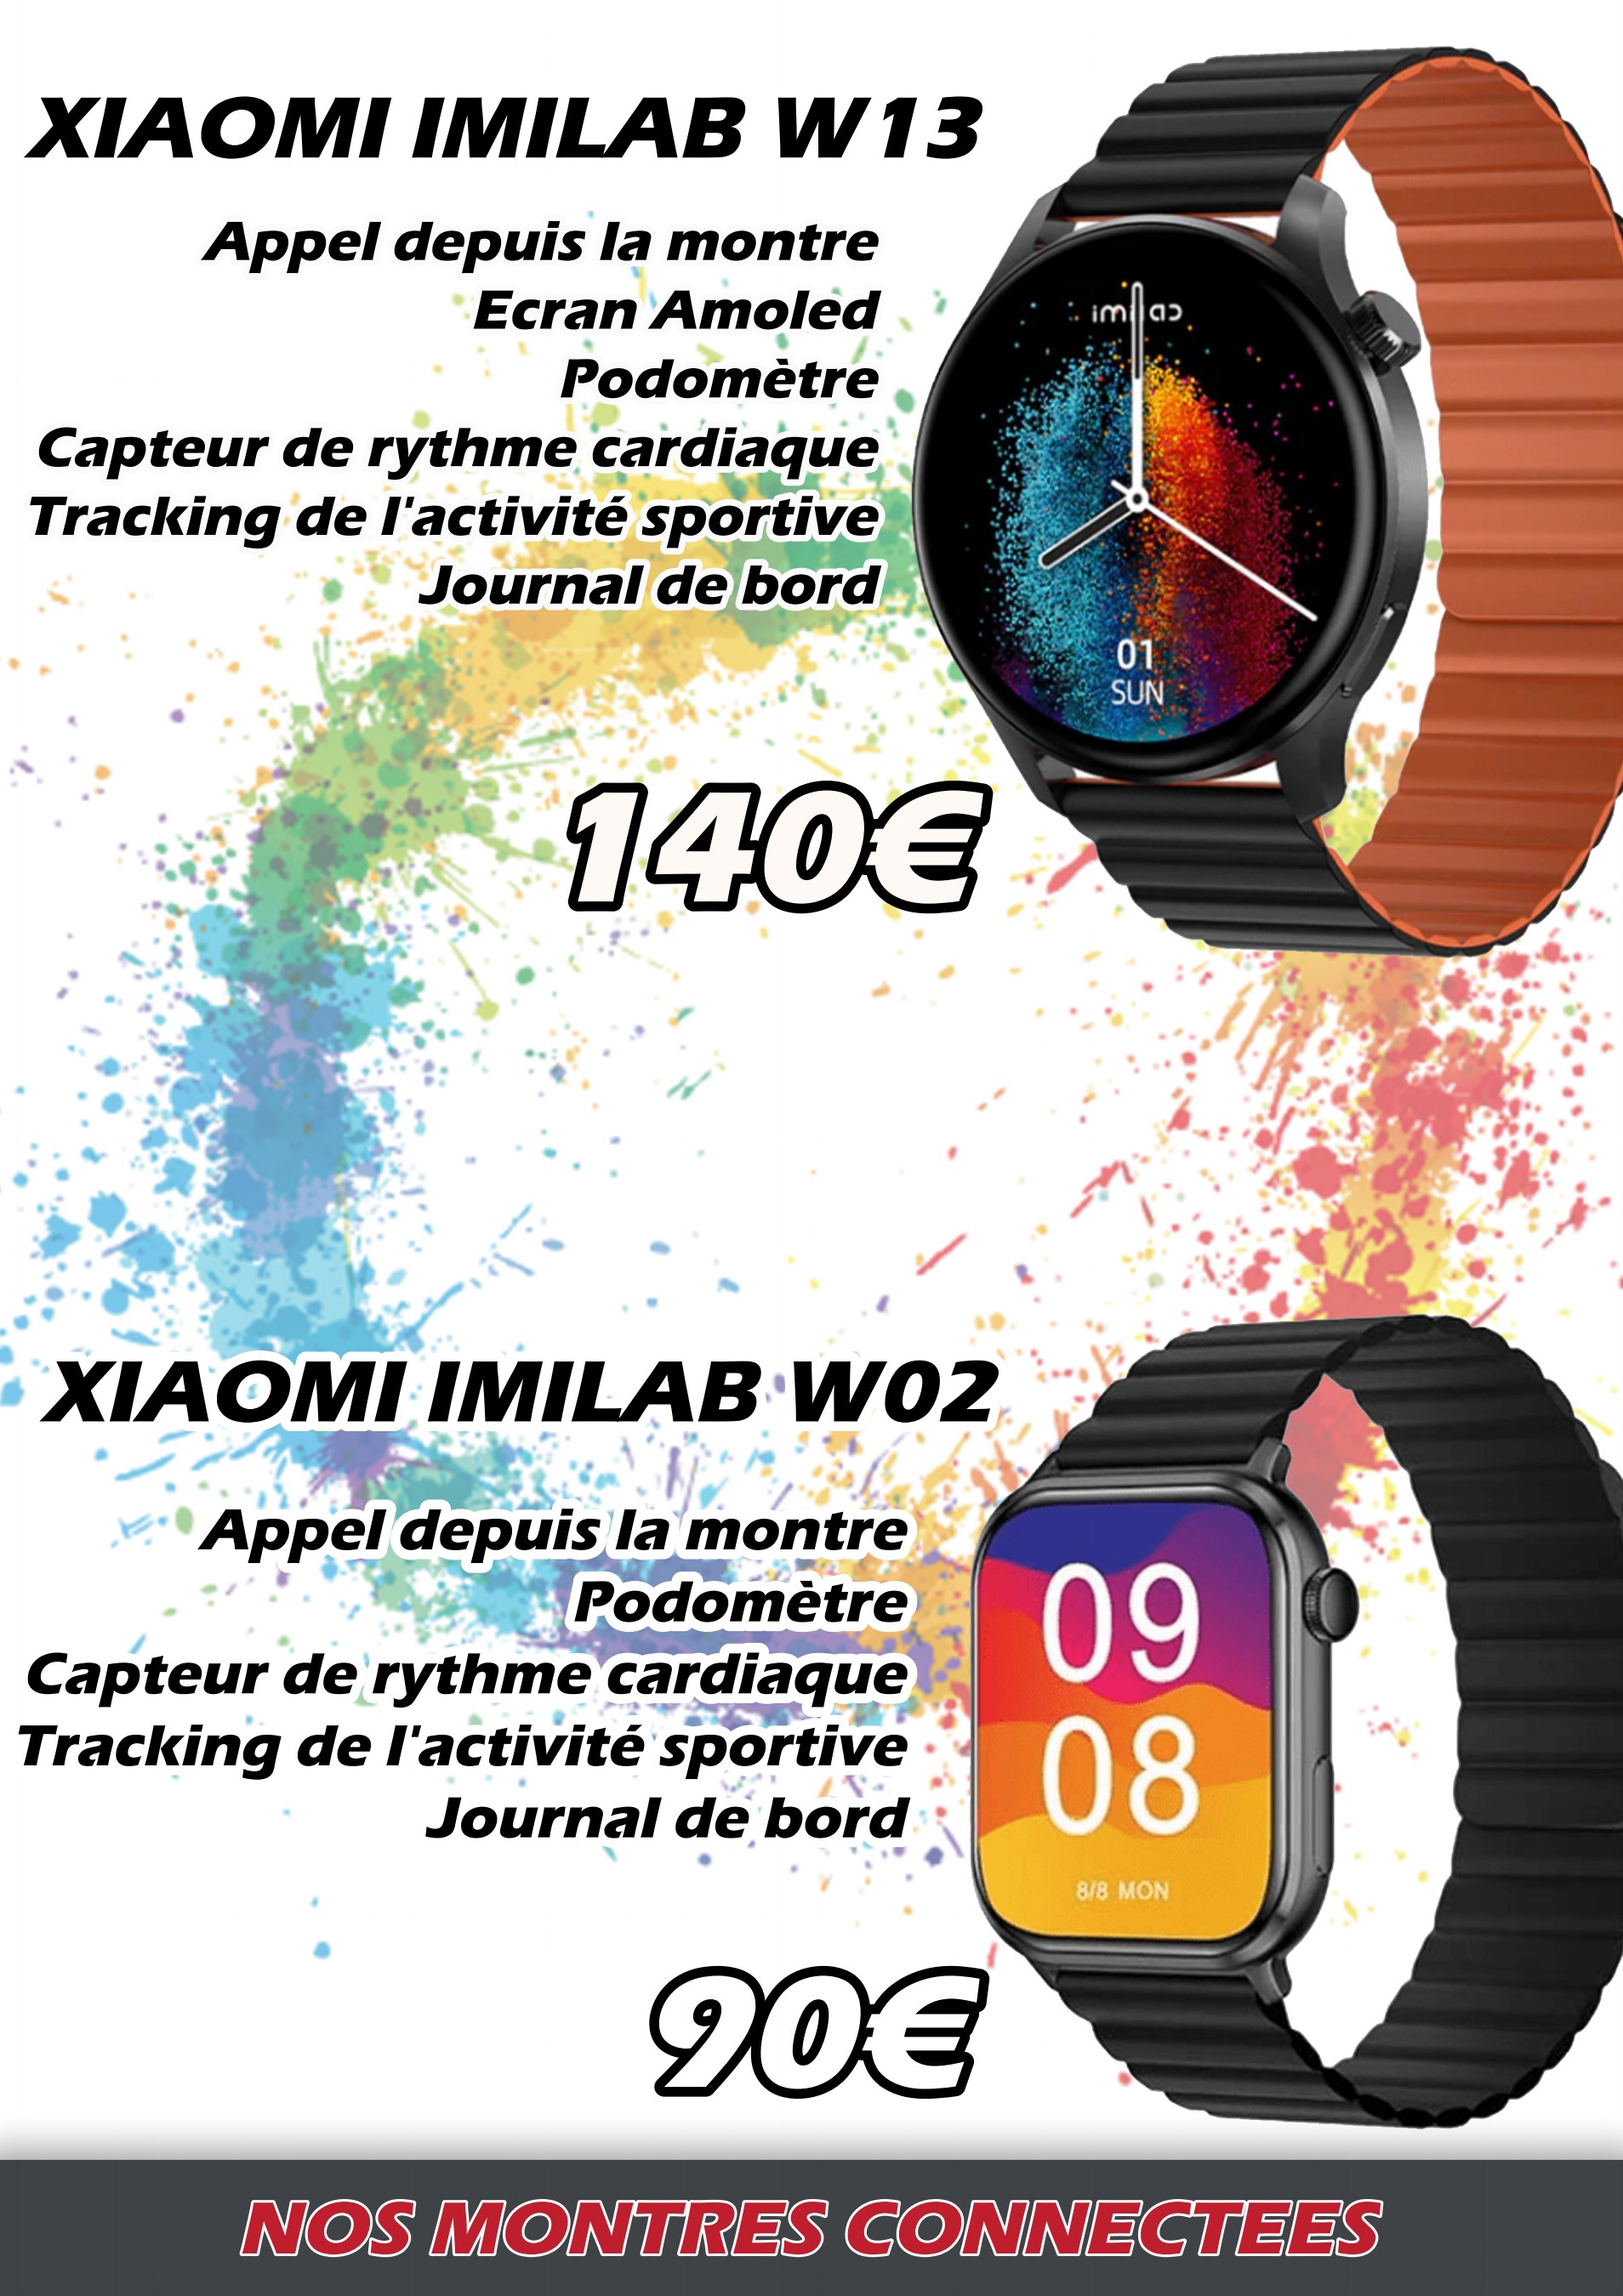 XIAOMI IMILAB W13
Appel depuis la montre
Ecran Amoled
Podomètre
Capteur de rythme cardiaque
Tracking de l'activité sportive
Journal de bord
01
SUN
140€
XIAOMI IMILAB W02
Appel depuis la montre
Podomètre
Capteur de rythme cardiaque
Tracking de l'activité sportive
Journal de bord
09
08
8/8 MON
90€
NOS MONTRES CONNECTEES